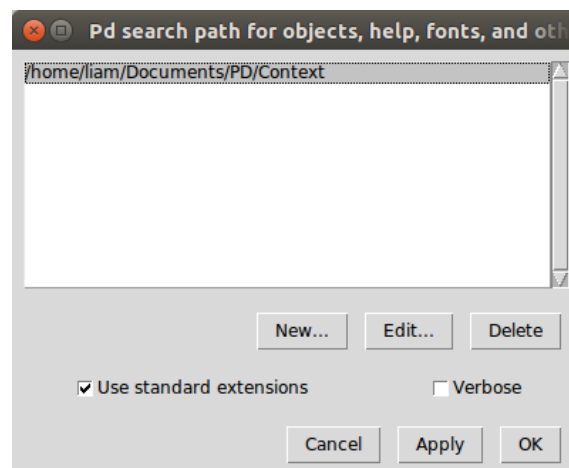 Pd search path for objects, help, fonts, and oth
/home/liam/Documents/PD/Context
New... Edit... Delete
Use standard extensions Verbose
Cancel Apply OK